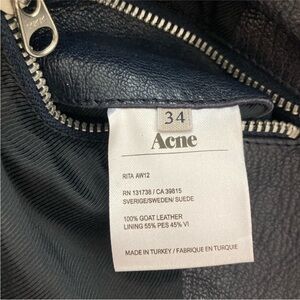 34
Acne
RITA AW12
RN 131738 / CA 39815
SVERIGE/SWEDEN/ SUEDE
100% GOAT LEATHER
LINING 55% PES 45% VI
MADE IN TURKEY / FABRIQUE EN TURQUIE